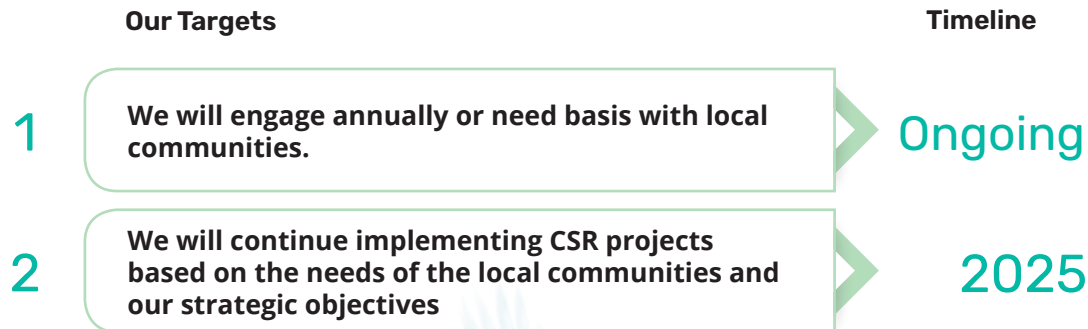 Our Targets
Timeline
1
We will engage annually or need basis with local
communities.
Ongoing
2
We will continue implementing CSR projects
based on the needs of the local communities and
our strategic objectives
2025